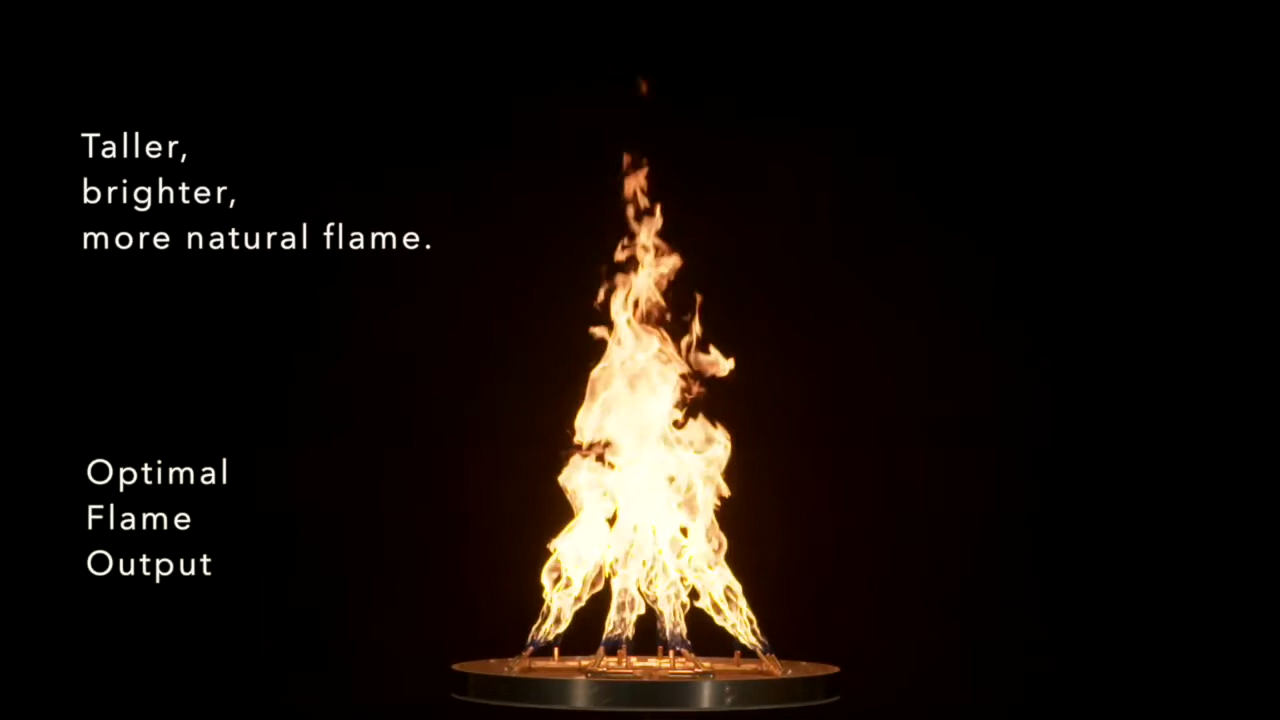 Taller,
brighter,
more natural flame.
Optimal
Flame
Output